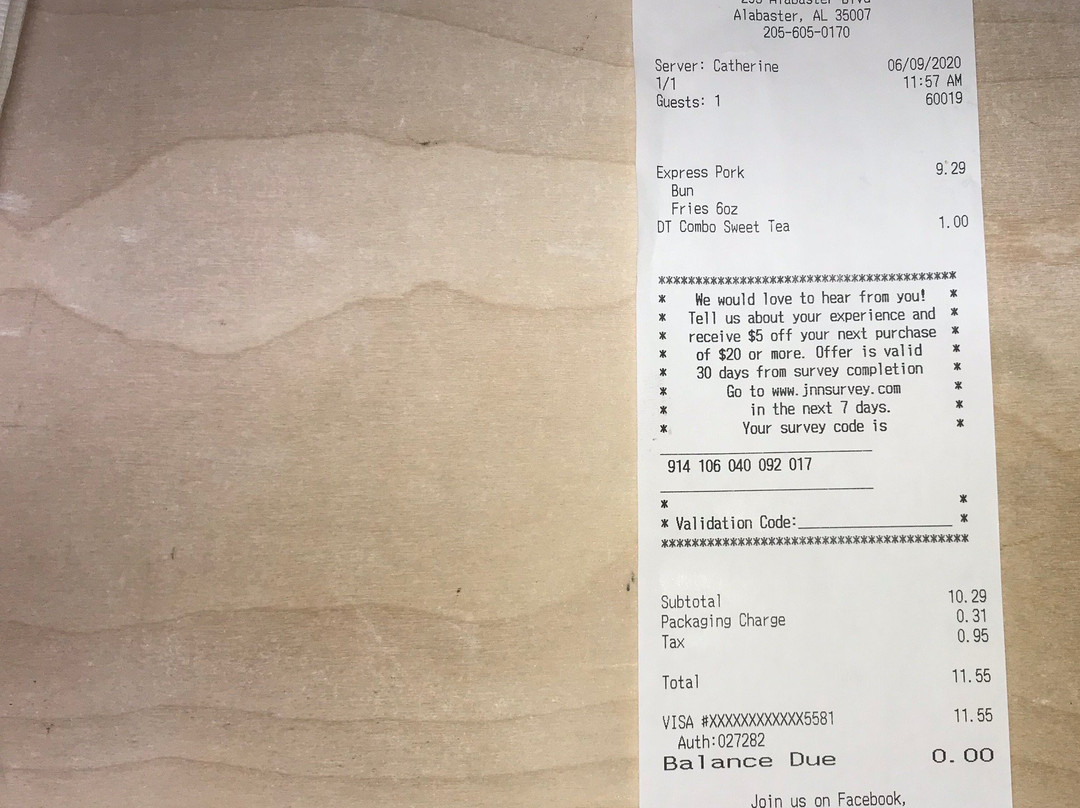 Alabaster, AL 35007
205-605-0170
Server: Catherine 06/09/2020
1/1 11:57 AM
Guests: 1 60019
Express Pork 9.29
Bun
Fries 6oz
DT Combo Sweet Tea 1.00
****************************************
* We would love to hear from you! *
* Tell us about your experience and *
* receive $5 off your next purchase *
* of $20 or more. Offer is valid *
* 30 days from survey completion *
* Go to www.jnnsurvey.com *
* in the next 7 days. *
* Your survey code is *
914 106 040 092 017
* *
* Validation Code:____________________ *
****************************************
Subtotal 10.29
Packaging Charge 0.31
Tax 0.95
Total 11.55
VISA #XXXXXXXXXXXX5581 11.55
Auth:027282
Balance Due 0.00
Join us on Facebook,